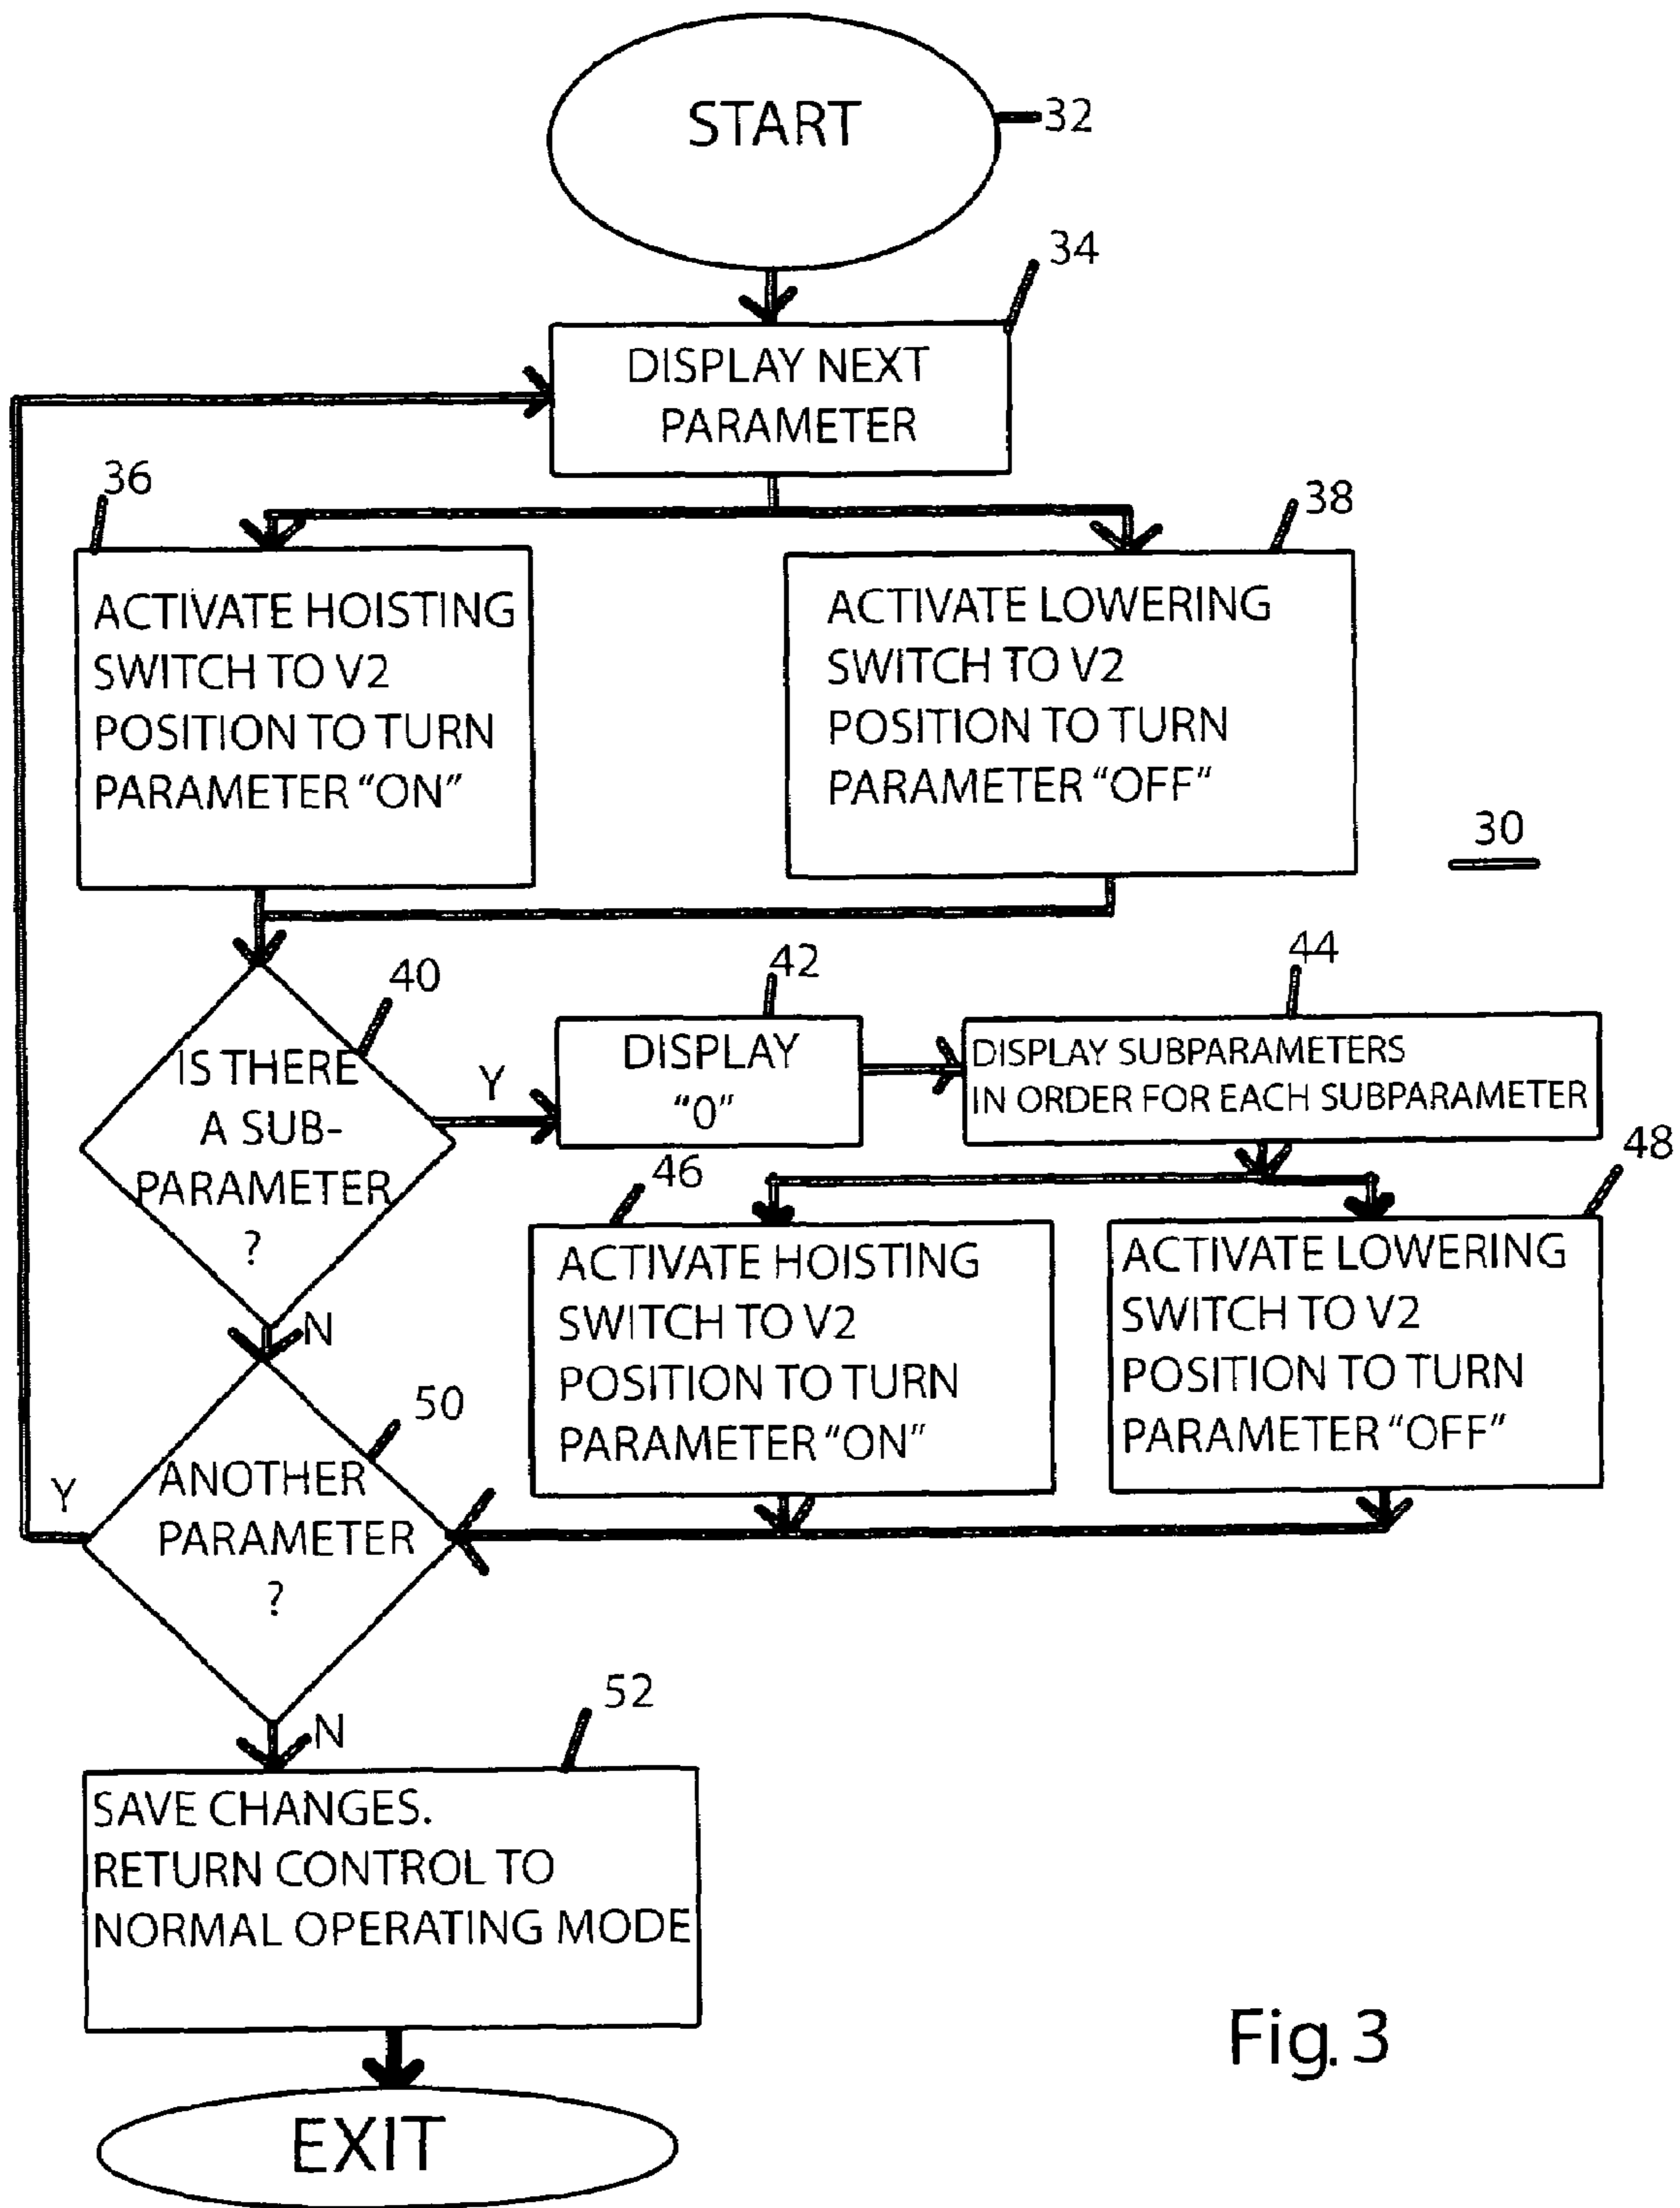 START
32
34
DISPLAY NEXT
PARAMETER
36
38
ACTIVATE HOISTING
SWITCH TO V2
POSITION TO TURN
PARAMETER "ON"
ACTIVATE LOWERING
SWITCH TO V2
POSITION TO TURN
PARAMETER "OFF"
30
40
IS THERE
A SUB-
PARAMETER
?
Y
42
DISPLAY
"0"
44
DISPLAY SUBPARAMETERS
IN ORDER FOR EACH SUBPARAMETER
46
48
ACTIVATE HOISTING
SWITCH TO V2
POSITION TO TURN
PARAMETER "ON"
ACTIVATE LOWERING
SWITCH TO V2
POSITION TO TURN
PARAMETER "OFF"
N
50
Y
ANOTHER
PARAMETER
?
N
52
SAVE CHANGES.
RETURN CONTROL TO
NORMAL OPERATING MODE
EXIT
Fig. 3